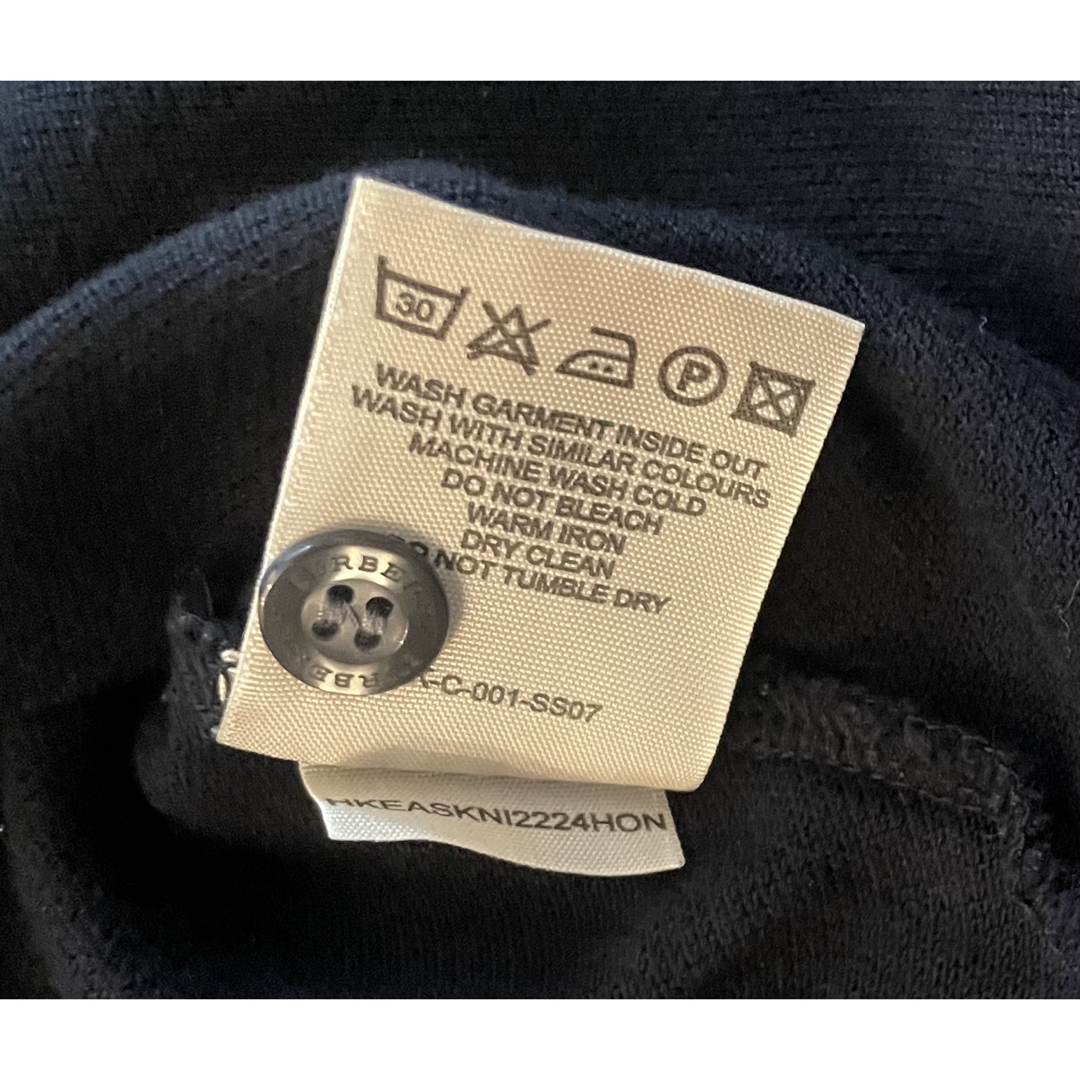 30
P
WASH GARMENT INSIDE OUT
WASH WITH SIMILAR COLOURS
MACHINE WASH COLD
DO NOT BLEACH
WARM IRON
DRY CLEAN
DO NOT TUMBLE DRY
-C-001-SS07
HKEASKNI2224HON